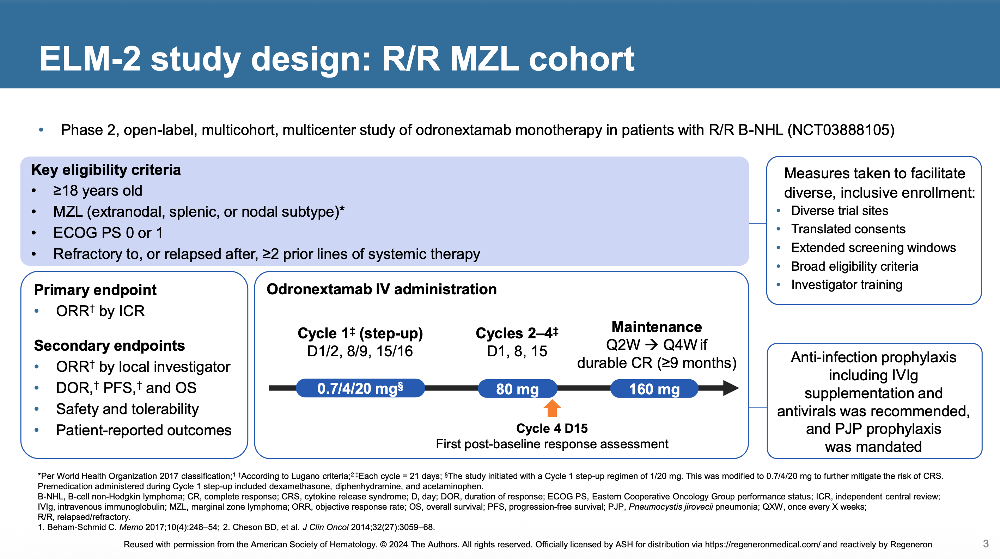 ELM-2 study design: R/R MZL cohort
• Phase 2, open-label, multicohort, multicenter study of odronextamab monotherapy in patients with R/R B-NHL (NCT03888105)
Key eligibility criteria
• ≥18 years old
• MZL (extranodal, splenic, or nodal subtype)*
• ECOG PS 0 or 1
• Refractory to, or relapsed after, ≥2 prior lines of systemic therapy
Measures taken to facilitate
diverse, inclusive enrollment:
• Diverse trial sites
• Translated consents
• Extended screening windows
• Broad eligibility criteria
• Investigator training
Primary endpoint
• ORR† by ICR
Secondary endpoints
• ORR† by local investigator
• DOR,† PFS,† and OS
• Safety and tolerability
• Patient-reported outcomes
Odronextamab IV administration
Cycle 1‡ (step-up)
D1/2, 8/9, 15/16
0.7/4/20 mg§
Cycles 2–4‡
D1, 8, 15
80 mg
Maintenance
Q2W → Q4W if
durable CR (≥9 months)
160 mg
Cycle 4 D15
First post-baseline response assessment
Anti-infection prophylaxis
including IVIg
supplementation and
antivirals was recommended,
and PJP prophylaxis
was mandated
*Per World Health Organization 2017 classification;¹ †According to Lugano criteria;² ‡Each cycle = 21 days; §The study initiated with a Cycle 1 step-up regimen of 1/20 mg. This was modified to 0.7/4/20 mg to further mitigate the risk of CRS.
Premedication administered during Cycle 1 step-up included dexamethasone, diphenhydramine, and acetaminophen.
B-NHL, B-cell non-Hodgkin lymphoma; CR, complete response; CRS, cytokine release syndrome; D, day; DOR, duration of response; ECOG PS, Eastern Cooperative Oncology Group performance status; ICR, independent central review;
IVIg, intravenous immunoglobulin; MZL, marginal zone lymphoma; ORR, objective response rate; OS, overall survival; PFS, progression-free survival; PJP, Pneumocystis jirovecii pneumonia; QXW, once every X weeks;
R/R, relapsed/refractory.
1. Beham-Schmid C. Memo 2017;10(4):248–54; 2. Cheson BD, et al. J Clin Oncol 2014;32(27):3059–68.
Reused with permission from the American Society of Hematology. © 2024 The Authors. All rights reserved. Officially licensed by ASH for distribution via https://regeneronmedical.com/ and reactively by Regeneron
3